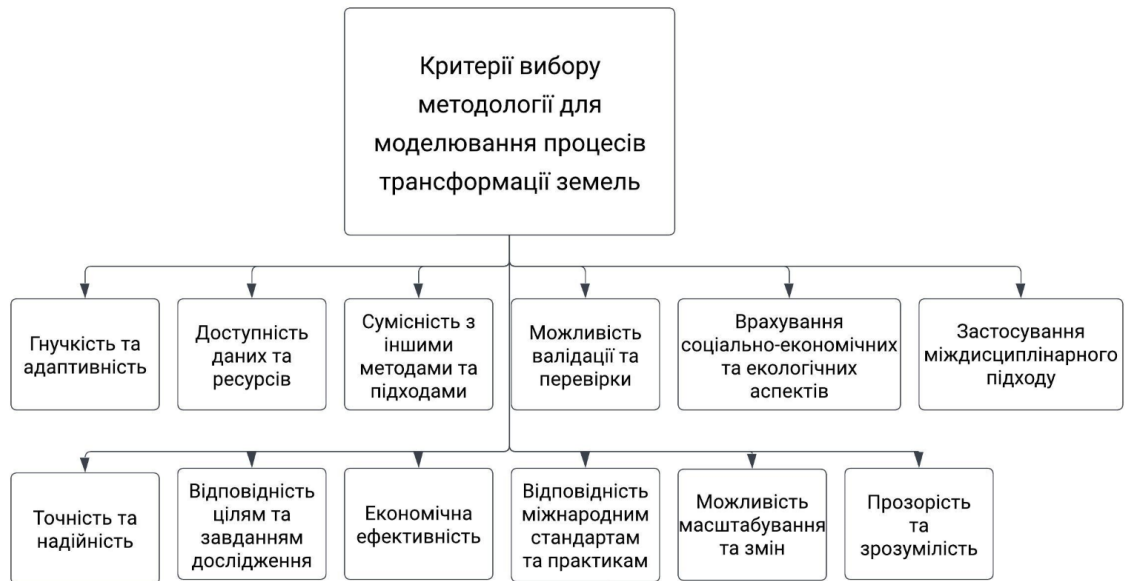 Критерії вибору
методології для
моделювання процесів
трансформації земель
Гнучкість та
адаптивність
Доступність
даних та
ресурсів
Сумісність з
іншими
методами та
підходами
Можливість
валідації та
перевірки
Врахування
соціально-економічних
та екологічних
аспектів
Застосування
міждисциплінарного
підходу
Точність та
надійність
Відповідність
цілям та
завданням
дослідження
Економічна
ефективність
Відповідність
міжнародним
стандартам
та практикам
Можливість
масштабування
та змін
Прозорість
та
зрозумілість